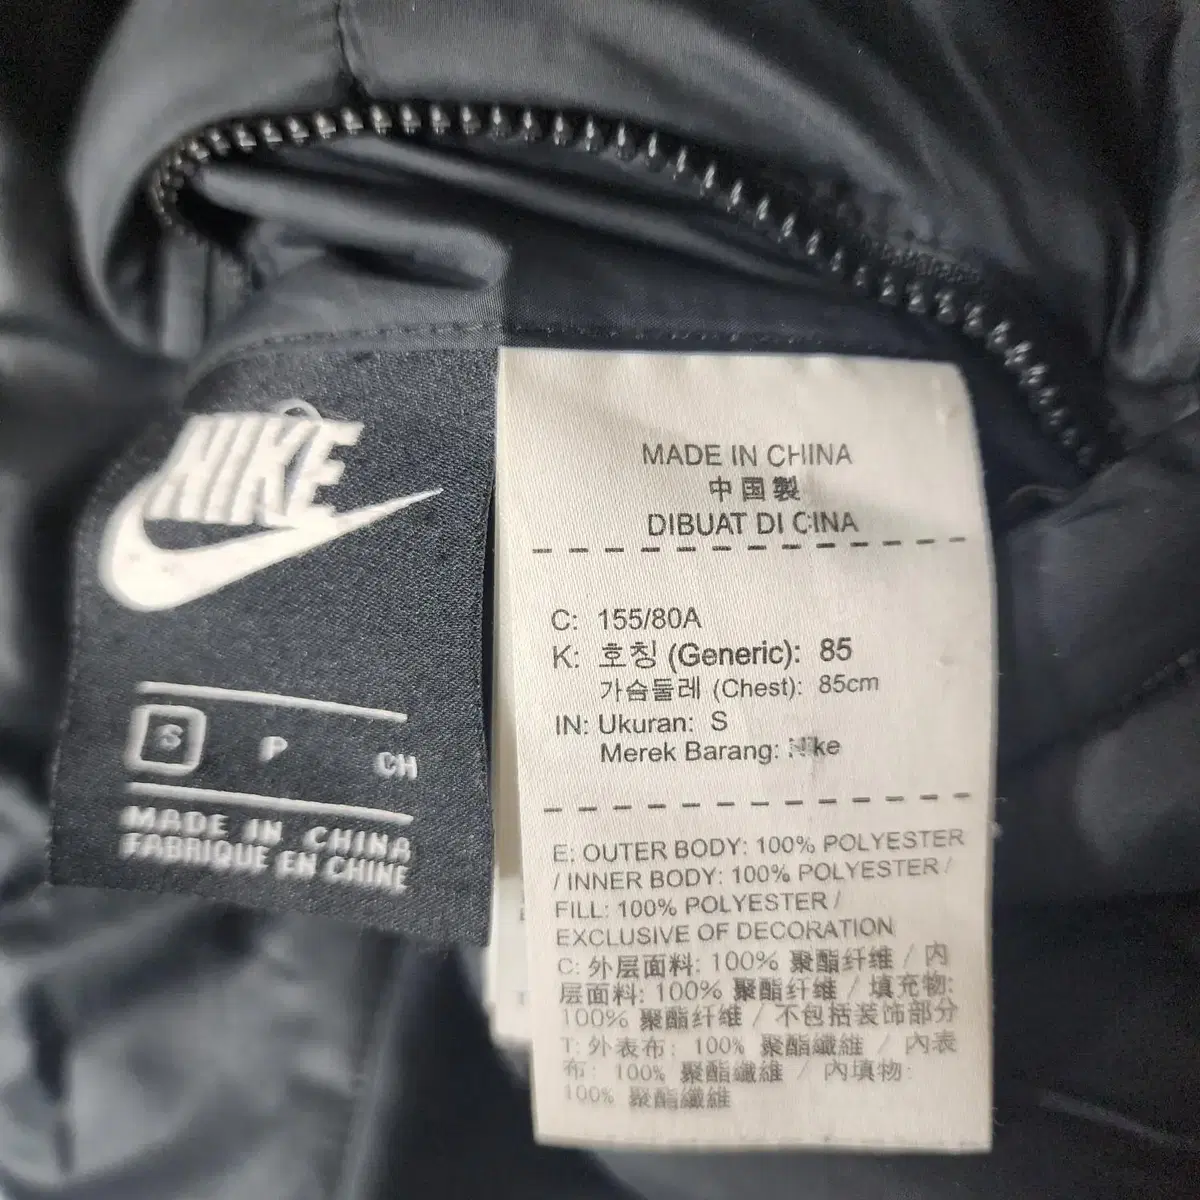 NIKE
S P CH
MADE IN CHINA
FABRIQUE EN CHINE
MADE IN CHINA
中国製
DIBUAT DI CINA
C: 155/80A
K: 호칭 (Generic): 85
가슴둘레 (Chest): 85cm
IN: Ukuran: S
Merek Barang: Nike
E: OUTER BODY: 100% POLYESTER
/ INNER BODY: 100% POLYESTER /
FILL: 100% POLYESTER /
EXCLUSIVE OF DECORATION
C: 外层面料: 100% 聚酯纤维 / 内
层面料: 100% 聚酯纤维 / 填充物:
100% 聚酯纤维 / 不包括装饰部分
T: 外表布: 100% 聚酯纖維 / 內表
布: 100% 聚酯纖維 / 內填物:
100% 聚酯纖維